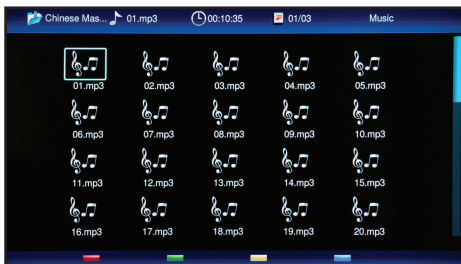 Chinese Mas... 01.mp3 00:10:35 01/03 Music
01.mp3 02.mp3 03.mp3 04.mp3 05.mp3
06.mp3 07.mp3 08.mp3 09.mp3 10.mp3
11.mp3 12.mp3 13.mp3 14.mp3 15.mp3
16.mp3 17.mp3 18.mp3 19.mp3 20.mp3